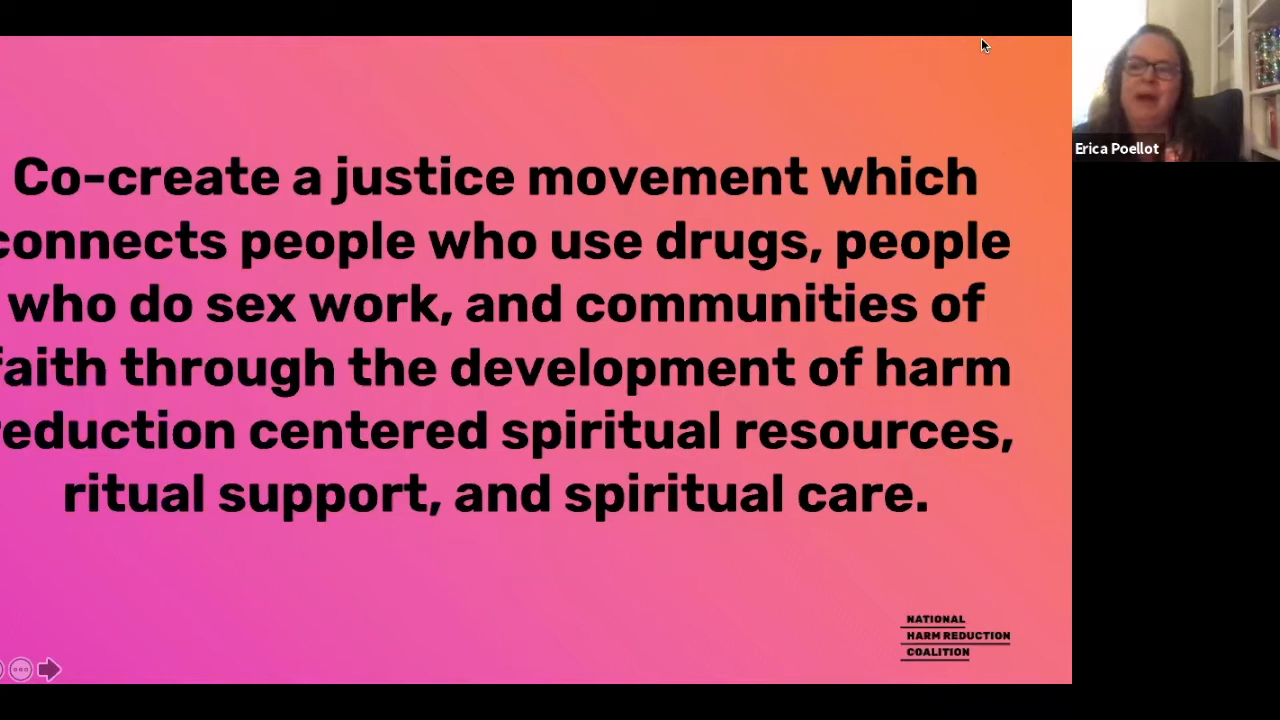 Co-create a justice movement which
connects people who use drugs, people
who do sex work, and communities of
faith through the development of harm
reduction centered spiritual resources,
ritual support, and spiritual care.
NATIONAL
HARM REDUCTION
COALITION
Erica Poellot